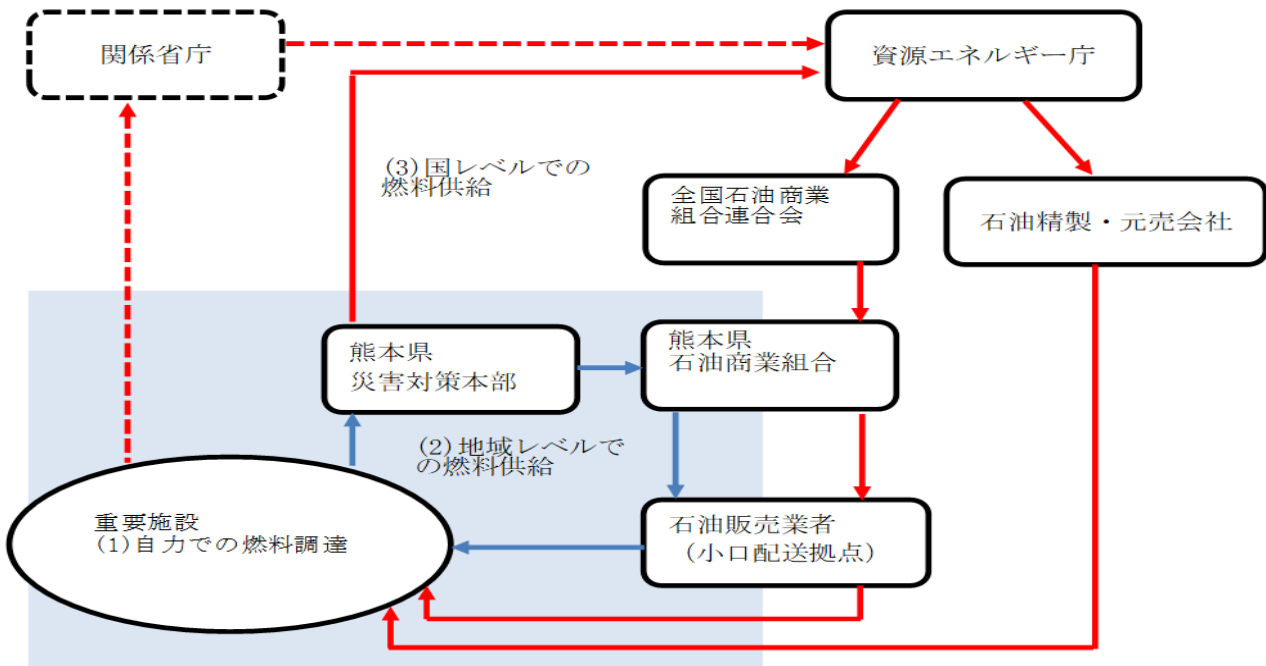 関係省庁
資源エネルギー庁
(3)国レベルでの
燃料供給
全国石油商業
組合連合会
石油精製・元売会社
熊本県
災害対策本部
熊本県
石油商業組合
(2)地域レベルで
の燃料供給
重要施設
(1)自力での燃料調達
石油販売業者
（小口配送拠点）